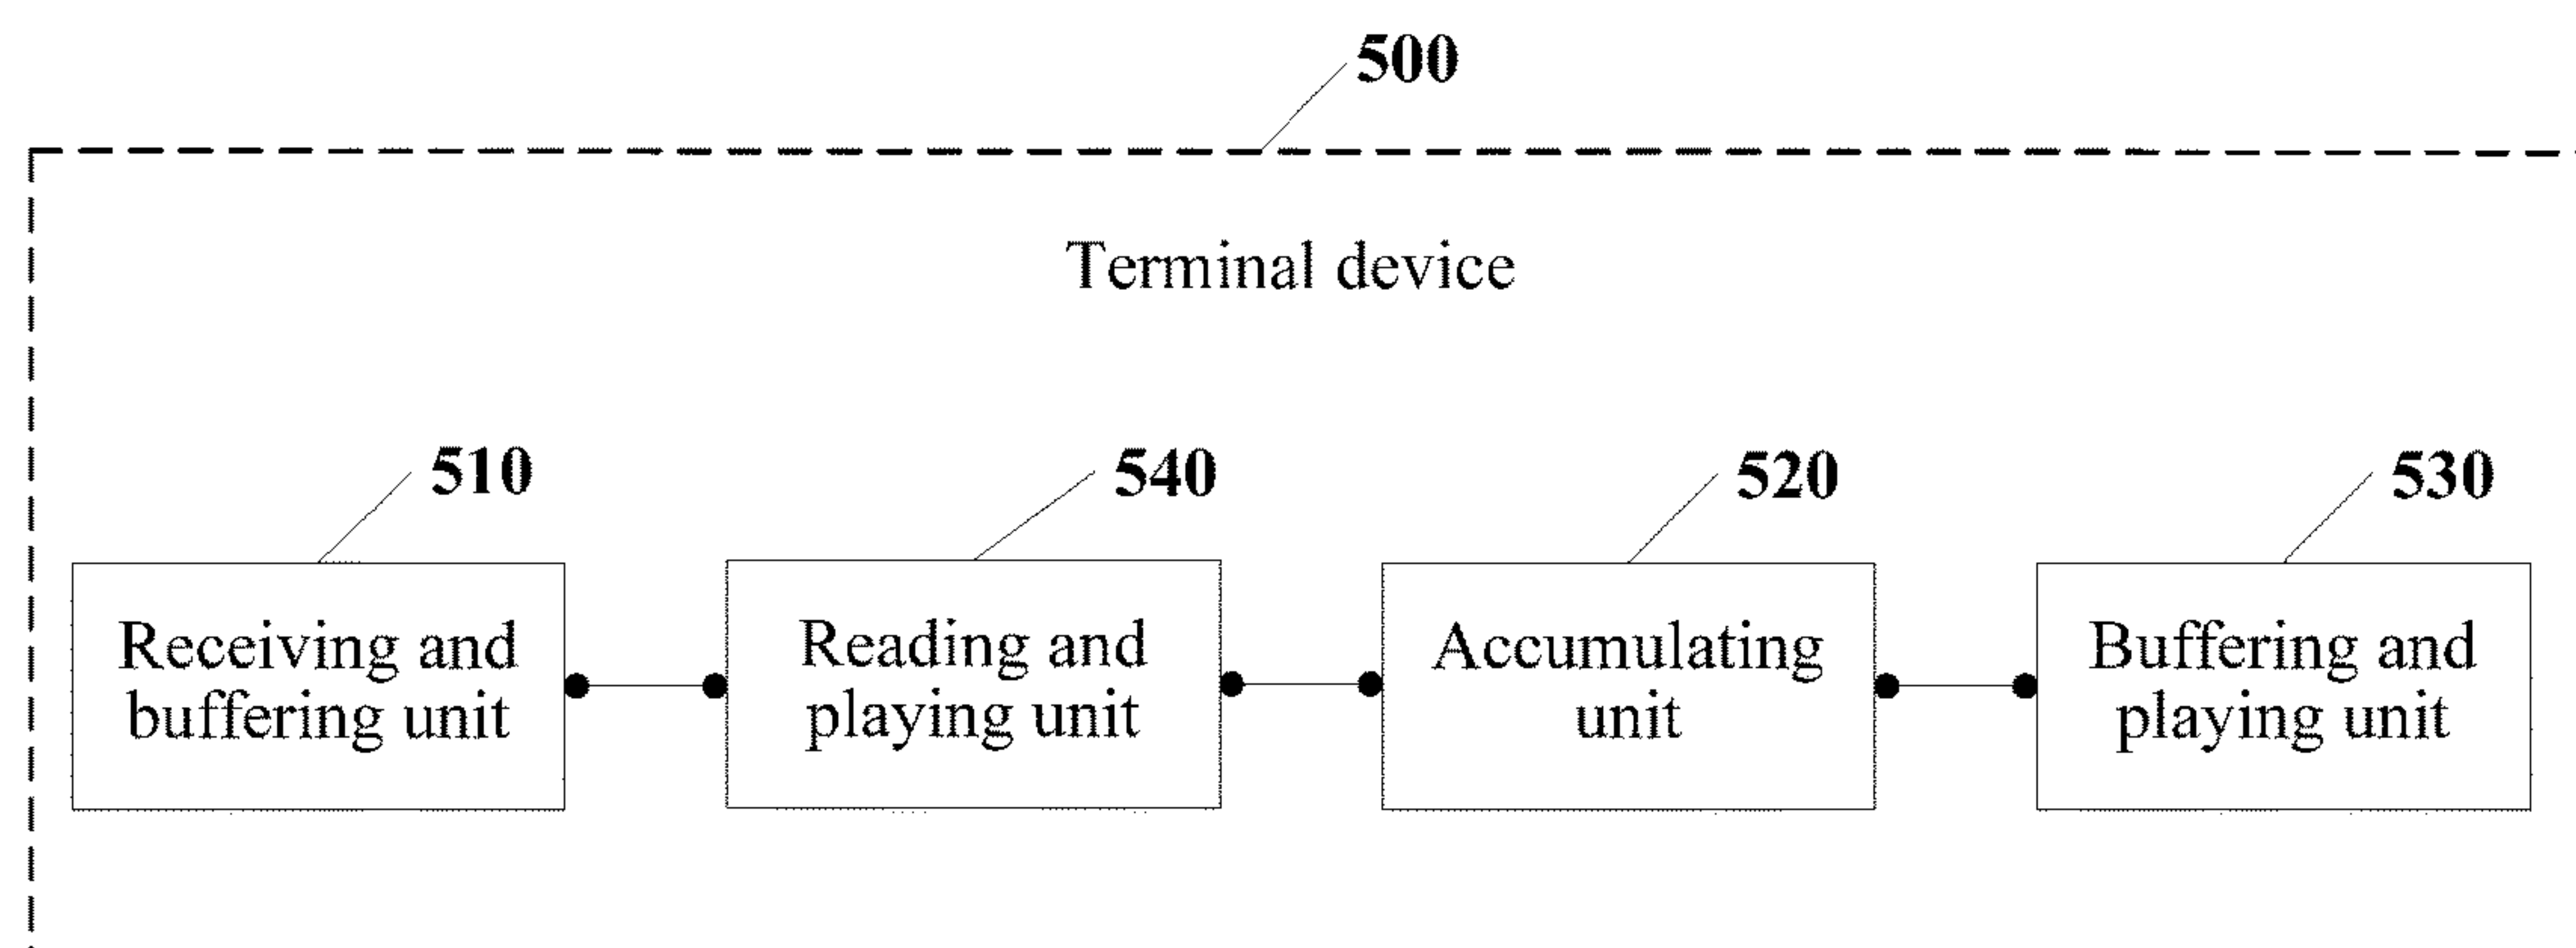 500
Terminal device
510
540
520
530
Receiving and
buffering unit
Reading and
playing unit
Accumulating
unit
Buffering and
playing unit